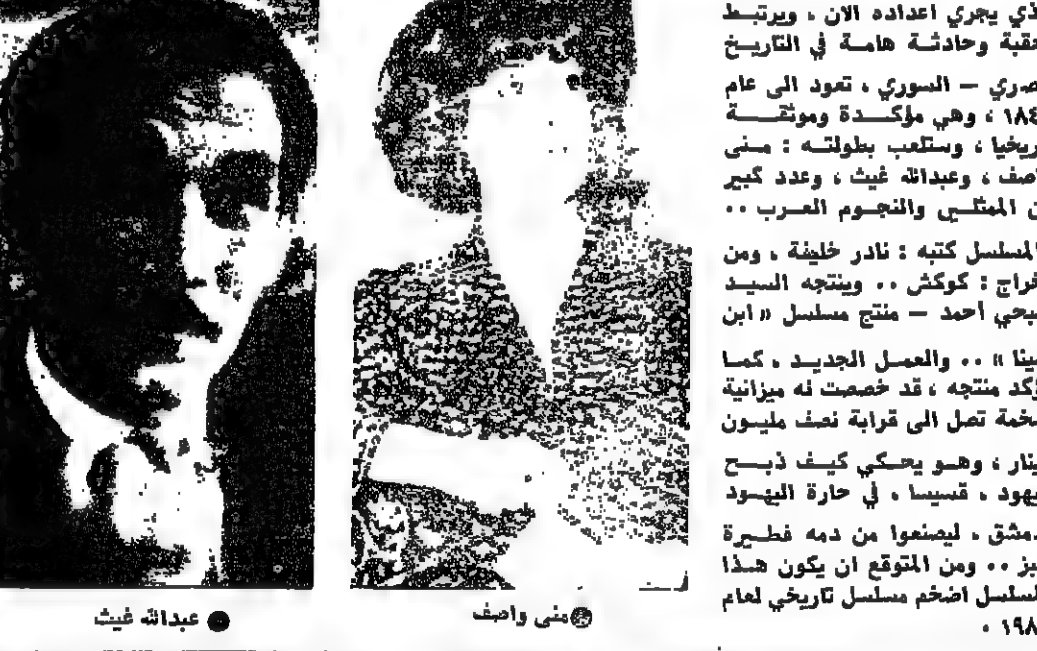 ذي يجري اعداده الان ، ويرتبط
حقبة وحادثة هامة في التاريخ
صري — السوري ، تعود الى عام
١٨٤ ، وهي مؤكدة وموثقة
ريخيا ، وستلعب بطولته : منى
اصف ، وعبدالله غيث ، وعدد كبير
ن الممثلين والنجوم العرب ..
لمسلسل كتبه : نادر خليفة ، ومن
خراج : كوكش .. وينتجه السيد
بحي أحمد — منتج مسلسل « ابن
ينا » .. والعمل الجديد ، كما
ؤكد منتجه ، قد خصصت له ميزانية
خمة تصل الى قرابة نصف مليون
ينار ، وهو يحكي كيف ذبح
يهود ، قسيسا ، في حارة اليهود
دمشق ، ليصنعوا من دمه فطيرة
بز .. ومن المتوقع ان يكون هذا
لسلسل اضخم مسلسل تاريخي لعام
١٩٨ .
● منى واصف
● عبدالله غيث